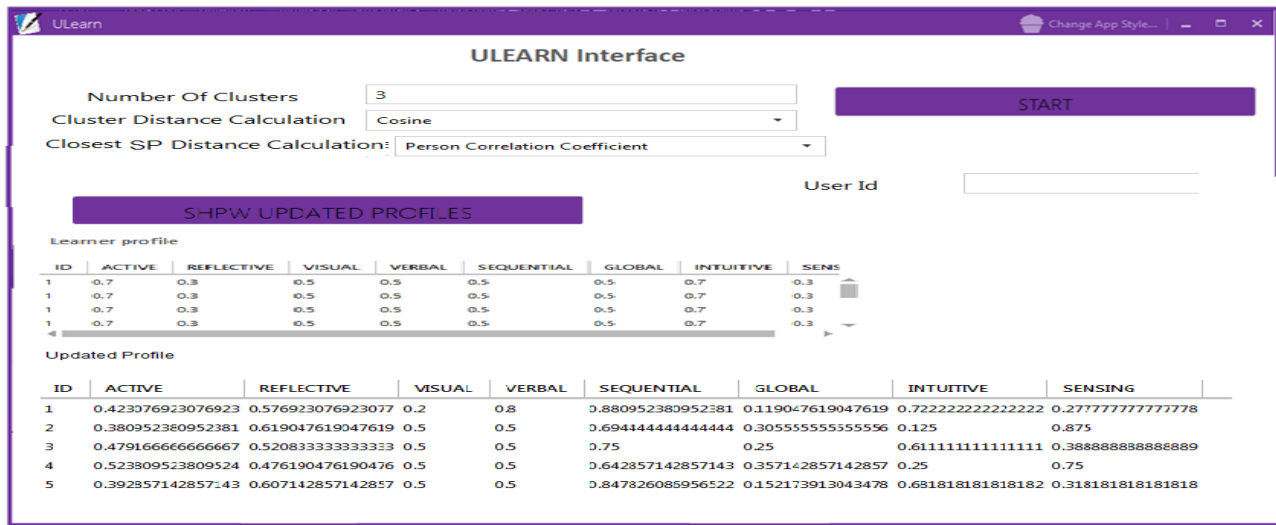 ULearn Change App Style...
ULEARN Interface
Number Of Clusters 3
START
Cluster Distance Calculation Cosine
Closest SP Distance Calculation: Person Correlation Coefficient
User Id
SHPW UPDATED PROFILES
Learner profile
ID ACTIVE REFLECTIVE VISUAL VERBAL SEQUENTIAL GLOBAL INTUITIVE SENS
1 0.7 0.3 0.5 0.5 0.5 0.5 0.7 0.3
1 0.7 0.3 0.5 0.5 0.5 0.5 0.7 0.3
1 0.7 0.3 0.5 0.5 0.5 0.5 0.7 0.3
1 0.7 0.3 0.5 0.5 0.5 0.5 0.7 0.3
Updated Profile
ID ACTIVE REFLECTIVE VISUAL VERBAL SEQUENTIAL GLOBAL INTUITIVE SENSING
1 0.423076923076923 0.576923076923077 0.2 0.8 0.880952380952381 0.119047619047619 0.722222222222222 0.277777777777778
2 0.380952380952381 0.619047619047619 0.5 0.5 0.694444444444444 0.305555555555556 0.125 0.875
3 0.479166666666667 0.520833333333333 0.5 0.5 0.75 0.25 0.611111111111111 0.388888888888889
4 0.523809523809524 0.476190476190476 0.5 0.5 0.642857142857143 0.357142857142857 0.25 0.75
5 0.392857142857143 0.607142857142857 0.5 0.5 0.847826086956522 0.152173913043478 0.681818181818182 0.318181818181818